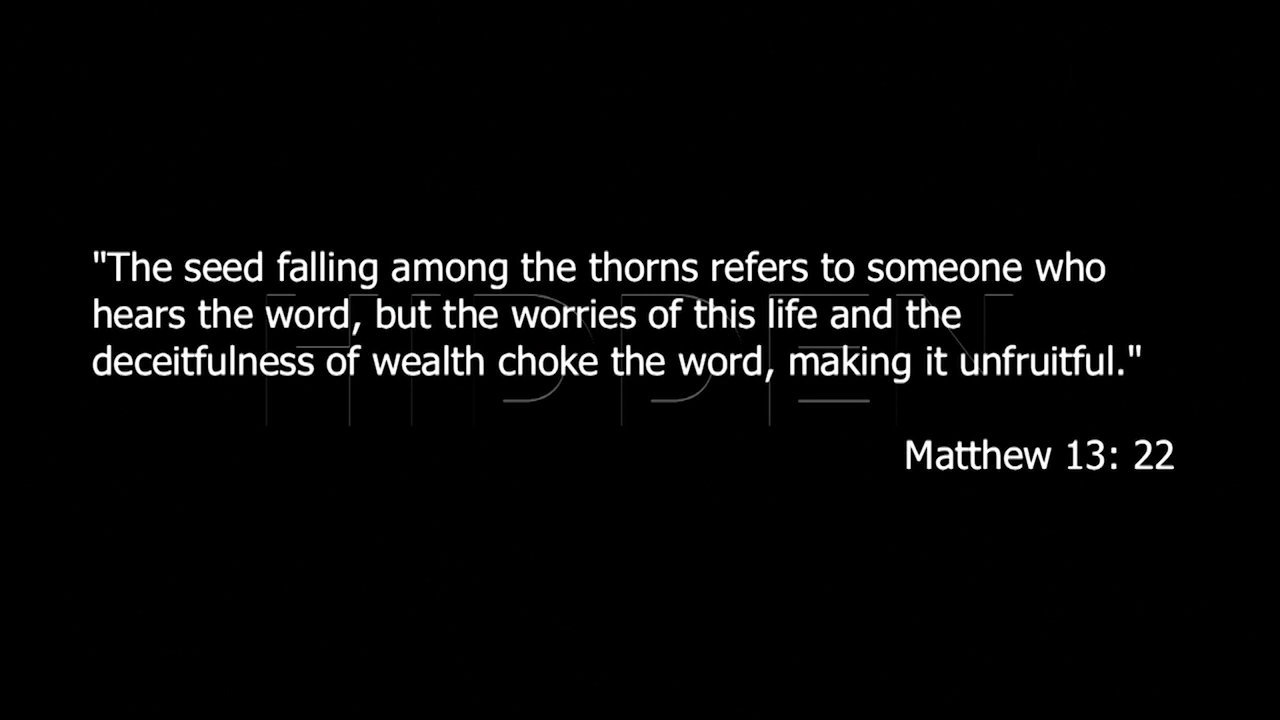 "The seed falling among the thorns refers to someone who
hears the word, but the worries of this life and the
deceitfulness of wealth choke the word, making it unfruitful."
HIDDEN
Matthew 13: 22